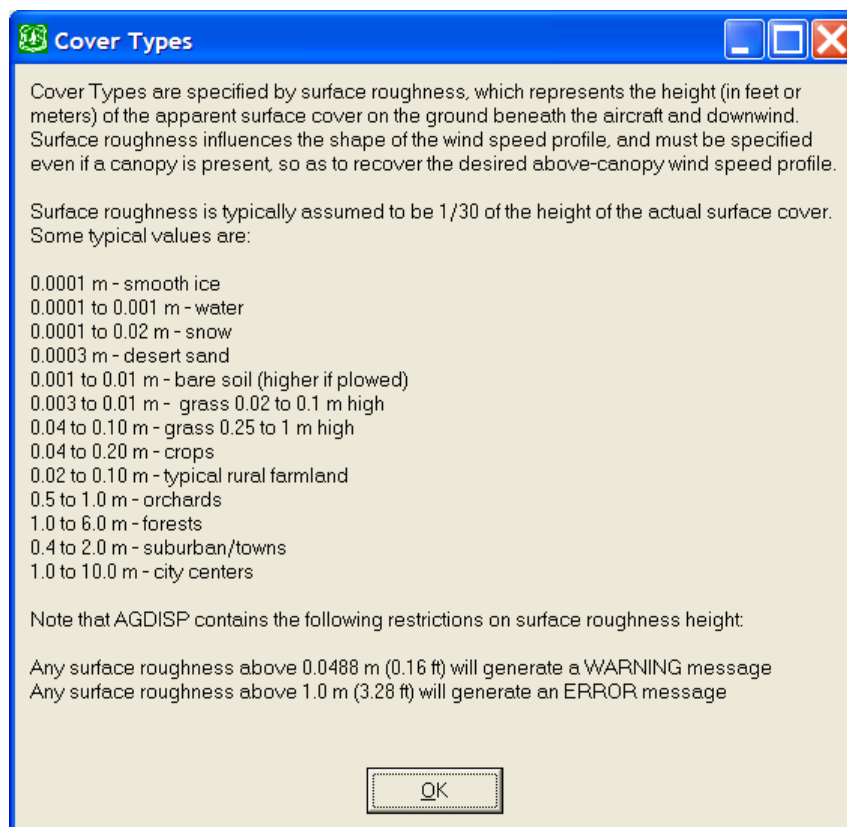 Cover Types
Cover Types are specified by surface roughness, which represents the height (in feet or
meters) of the apparent surface cover on the ground beneath the aircraft and downwind.
Surface roughness influences the shape of the wind speed profile, and must be specified
even if a canopy is present, so as to recover the desired above-canopy wind speed profile.
Surface roughness is typically assumed to be 1/30 of the height of the actual surface cover.
Some typical values are:
0.0001 m - smooth ice
0.0001 to 0.001 m - water
0.0001 to 0.02 m - snow
0.0003 m - desert sand
0.001 to 0.01 m - bare soil (higher if plowed)
0.003 to 0.01 m -  grass 0.02 to 0.1 m high
0.04 to 0.10 m - grass 0.25 to 1 m high
0.04 to 0.20 m - crops
0.02 to 0.10 m - typical rural farmland
0.5 to 1.0 m - orchards
1.0 to 6.0 m - forests
0.4 to 2.0 m - suburban/towns
1.0 to 10.0 m - city centers
Note that AGDISP contains the following restrictions on surface roughness height:
Any surface roughness above 0.0488 m (0.16 ft) will generate a WARNING message
Any surface roughness above 1.0 m (3.28 ft) will generate an ERROR message
OK